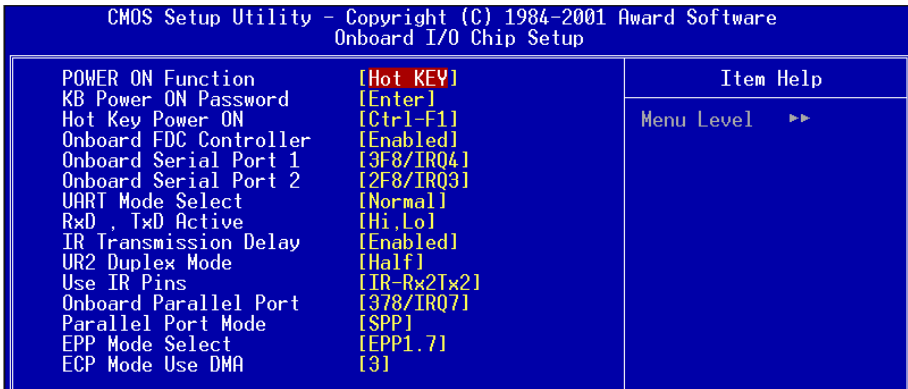 CMOS Setup Utility – Copyright (C) 1984-2001 Award Software
Onboard I/O Chip Setup
POWER ON Function [Hot KEY]
KB Power ON Password [Enter]
Hot Key Power ON [Ctrl-F1]
Onboard FDC Controller [Enabled]
Onboard Serial Port 1 [3F8/IRQ4]
Onboard Serial Port 2 [2F8/IRQ3]
UART Mode Select [Normal]
RxD , TxD Active [Hi,Lo]
IR Transmission Delay [Enabled]
UR2 Duplex Mode [Half]
Use IR Pins [IR-Rx2Tx2]
Onboard Parallel Port [378/IRQ7]
Parallel Port Mode [SPP]
EPP Mode Select [EPP1.7]
ECP Mode Use DMA [3]
Item Help
Menu Level ►►